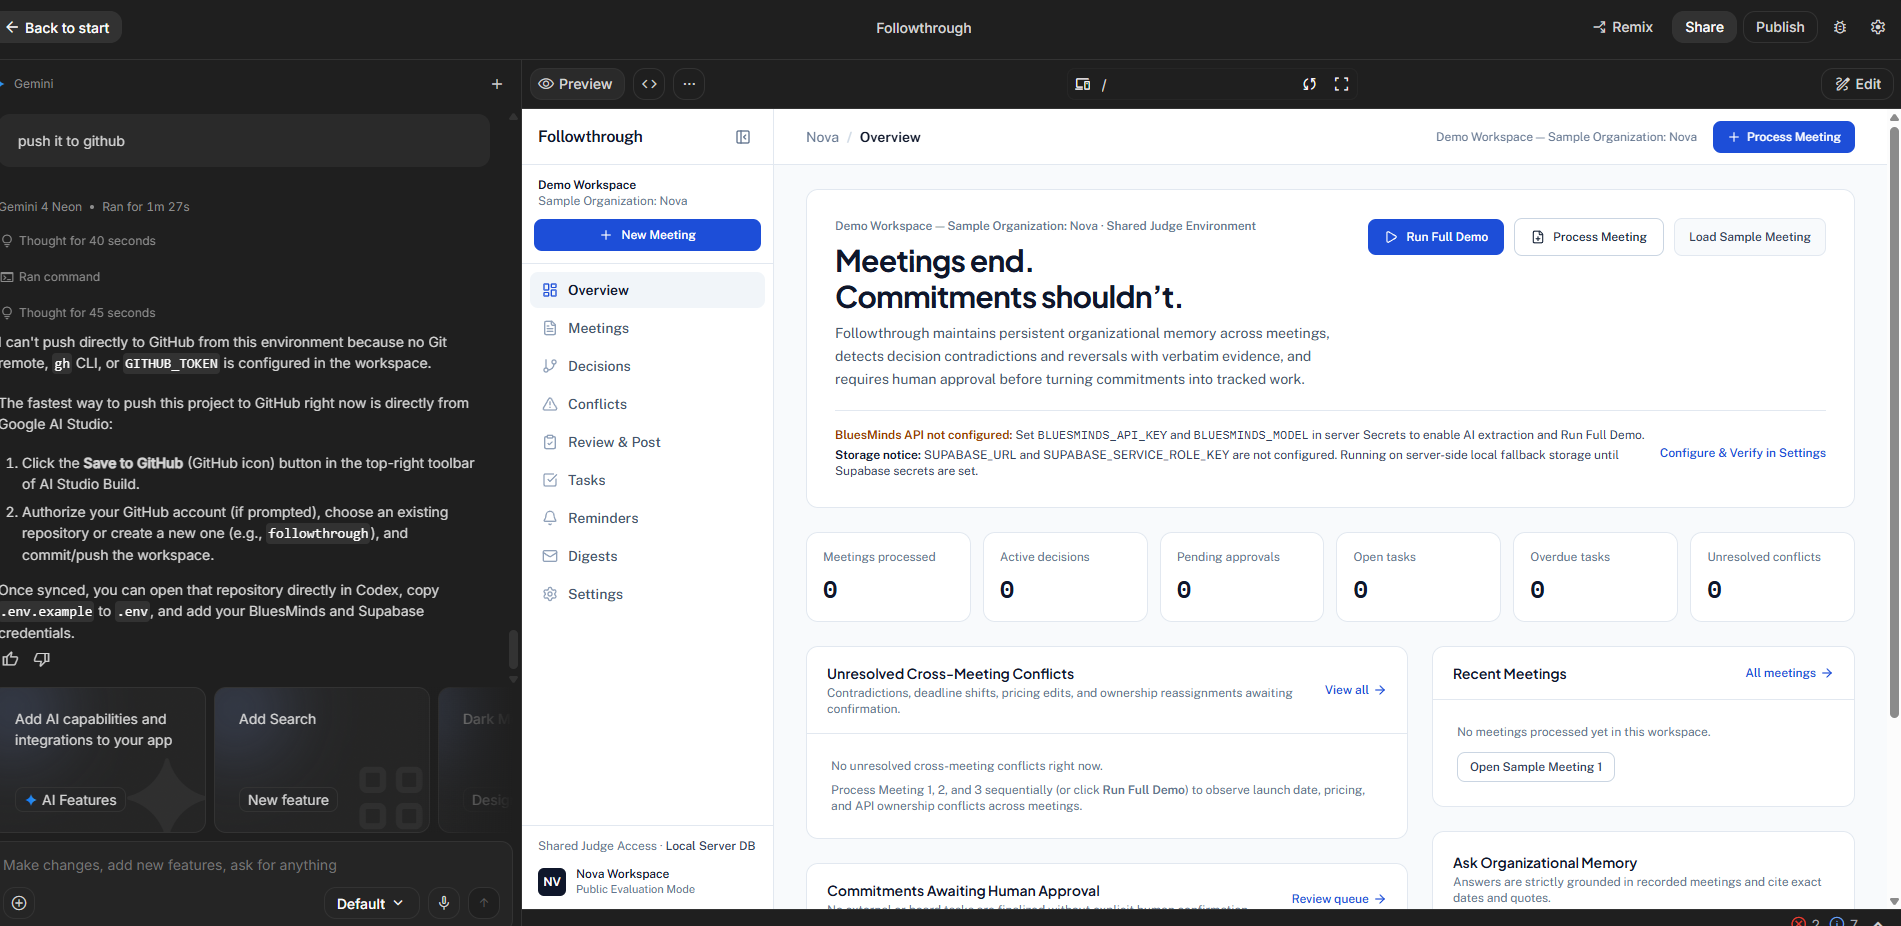 Back to start
Followthrough
Remix
Share
Publish
Gemini
Preview
/
Edit
push it to github
Gemini 4 Neon • Ran for 1m 27s
Thought for 40 seconds
Ran command
Thought for 45 seconds
I can't push directly to GitHub from this environment because no Git
remote, gh CLI, or GITHUB_TOKEN is configured in the workspace.
The fastest way to push this project to GitHub right now is directly from
Google AI Studio:
1. Click the Save to GitHub (GitHub icon) button in the top-right toolbar
of AI Studio Build.
2. Authorize your GitHub account (if prompted), choose an existing
repository or create a new one (e.g., followthrough), and
commit/push the workspace.
Once synced, you can open that repository directly in Codex, copy
.env.example to .env, and add your BluesMinds and Supabase
credentials.
Add AI capabilities and
integrations to your app
AI Features
Add Search
New feature
Dark M
Desig
Make changes, add new features, ask for anything
Default
Followthrough
Demo Workspace
Sample Organization: Nova
New Meeting
Overview
Meetings
Decisions
Conflicts
Review & Post
Tasks
Reminders
Digests
Settings
Shared Judge Access · Local Server DB
NV
Nova Workspace
Public Evaluation Mode
Nova / Overview
Demo Workspace — Sample Organization: Nova
Process Meeting
Demo Workspace — Sample Organization: Nova · Shared Judge Environment
Run Full Demo
Process Meeting
Load Sample Meeting
Meetings end.
Commitments shouldn’t.
Followthrough maintains persistent organizational memory across meetings,
detects decision contradictions and reversals with verbatim evidence, and
requires human approval before turning commitments into tracked work.
BluesMinds API not configured: Set BLUESMINDS_API_KEY and BLUESMINDS_MODEL in server Secrets to enable AI extraction and Run Full Demo.
Storage notice: SUPABASE_URL and SUPABASE_SERVICE_ROLE_KEY are not configured. Running on server-side local fallback storage until
Supabase secrets are set.
Configure & Verify in Settings
Meetings processed
0
Active decisions
0
Pending approvals
0
Open tasks
0
Overdue tasks
0
Unresolved conflicts
0
Unresolved Cross-Meeting Conflicts
Contradictions, deadline shifts, pricing edits, and ownership reassignments awaiting
confirmation.
View all
No unresolved cross-meeting conflicts right now.
Process Meeting 1, 2, and 3 sequentially (or click Run Full Demo) to observe launch date, pricing,
and API ownership conflicts across meetings.
Recent Meetings
All meetings
No meetings processed yet in this workspace.
Open Sample Meeting 1
Commitments Awaiting Human Approval
No external or board tasks are finalized without explicit human confirmation.
Review queue
Ask Organizational Memory
Answers are strictly grounded in recorded meetings and cite exact
dates and quotes.
2
7